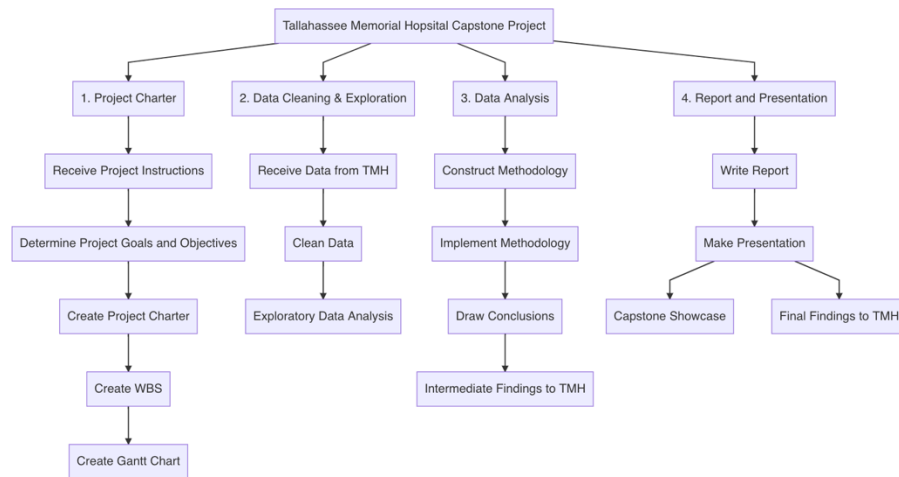 Tallahassee Memorial Hopsital Capstone Project
1. Project Charter
2. Data Cleaning & Exploration
3. Data Analysis
4. Report and Presentation
Receive Project Instructions
Receive Data from TMH
Construct Methodology
Write Report
Determine Project Goals and Objectives
Clean Data
Implement Methodology
Make Presentation
Create Project Charter
Exploratory Data Analysis
Draw Conclusions
Capstone Showcase
Final Findings to TMH
Create WBS
Intermediate Findings to TMH
Create Gantt Chart